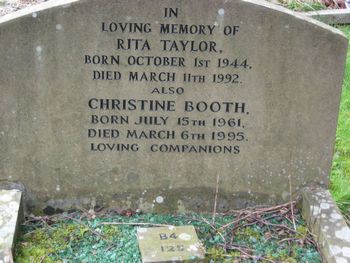 IN
LOVING MEMORY OF
RITA TAYLOR,
BORN OCTOBER 1ST 1944,
DIED MARCH 11TH 1992.
ALSO
CHRISTINE BOOTH,
BORN JULY 15TH 1961,
DIED MARCH 6TH 1995.
LOVING COMPANIONS
B4
125